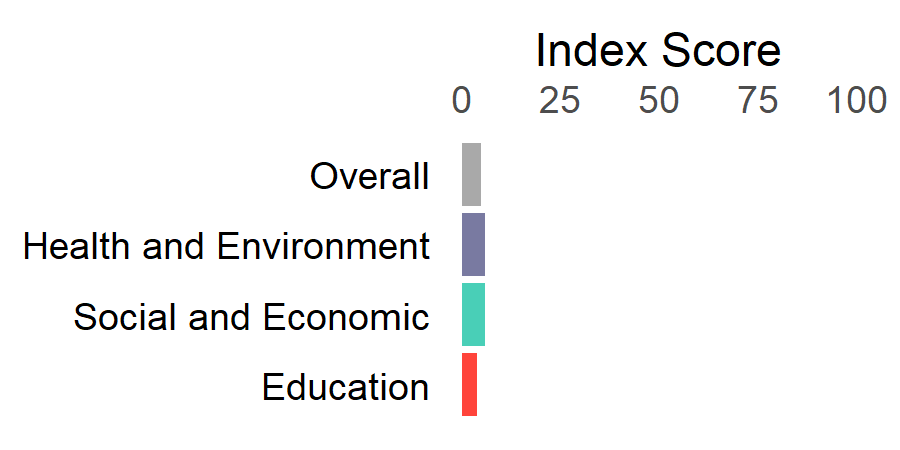 Index Score
0 25 50 75 100
Overall
Health and Environment
Social and Economic
Education